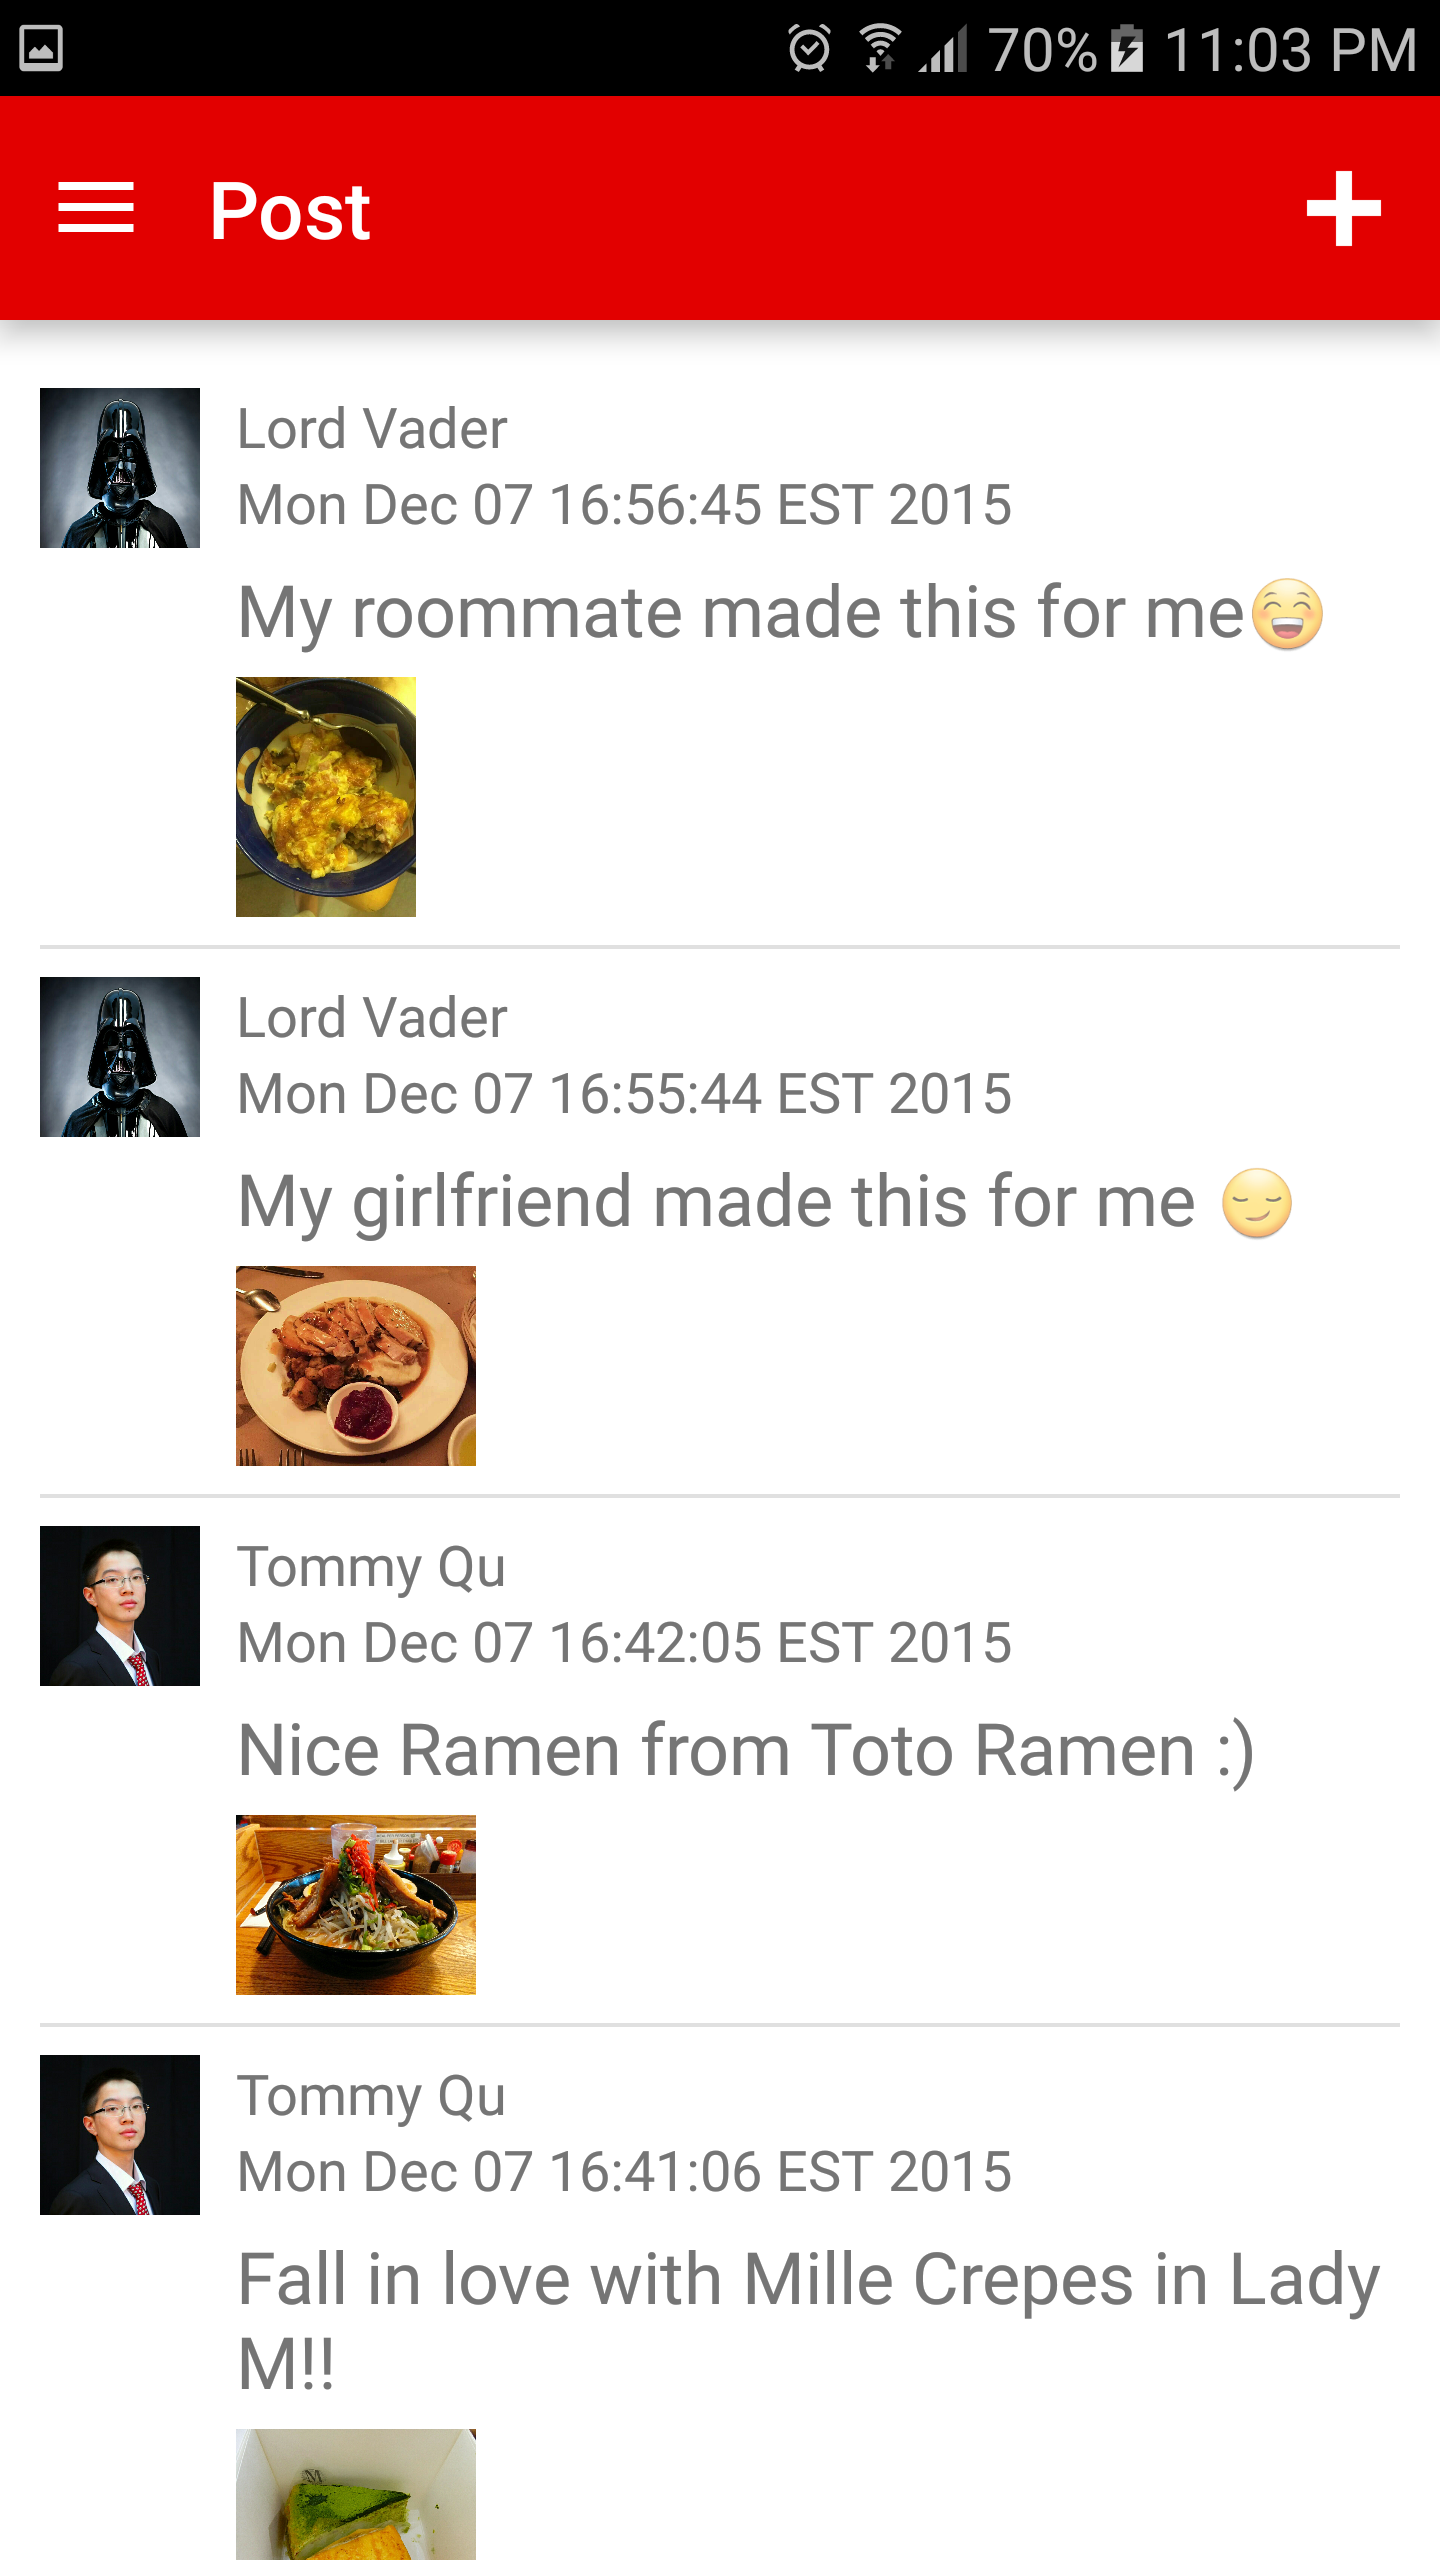 70% 11:03 PM
Post
Lord Vader
Mon Dec 07 16:56:45 EST 2015
My roommate made this for me😁
Lord Vader
Mon Dec 07 16:55:44 EST 2015
My girlfriend made this for me 😏
Tommy Qu
Mon Dec 07 16:42:05 EST 2015
Nice Ramen from Toto Ramen :)
Tommy Qu
Mon Dec 07 16:41:06 EST 2015
Fall in love with Mille Crepes in Lady
M!!